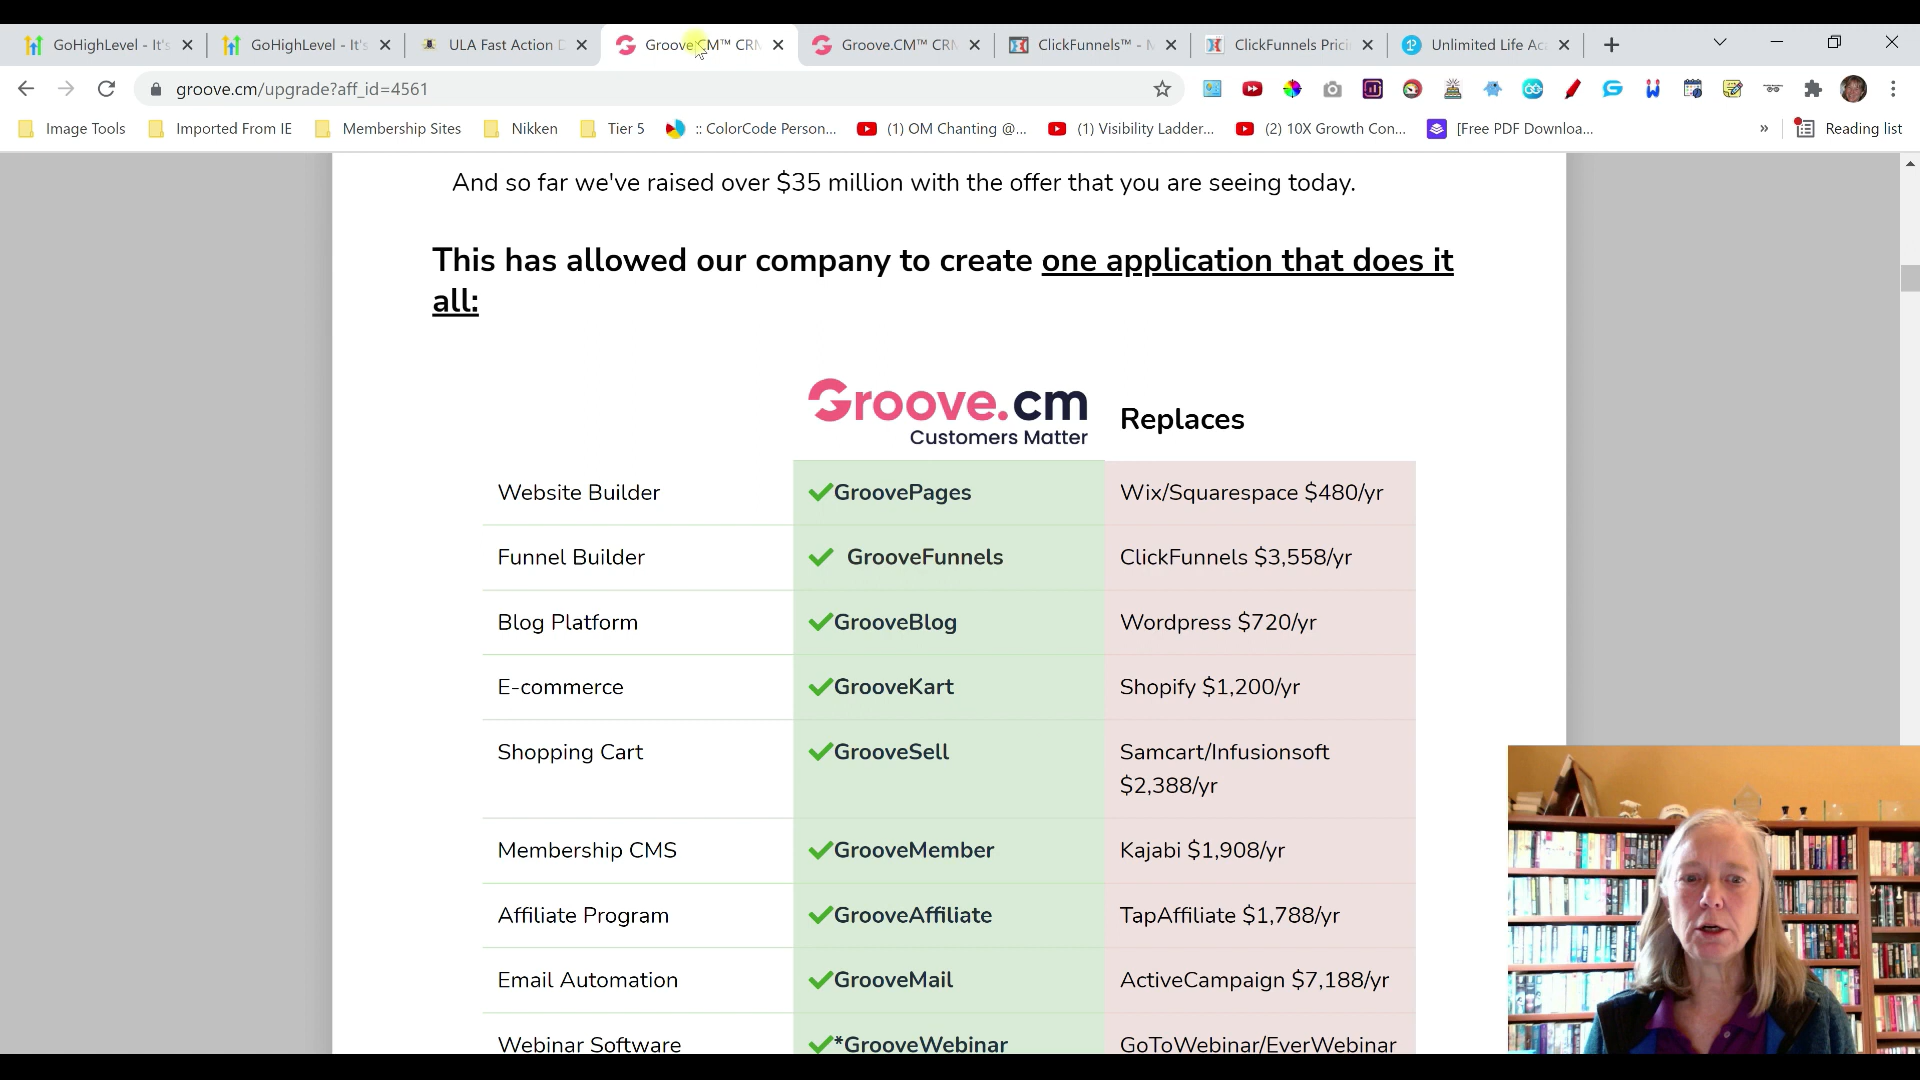 GoHighLevel - It's
GoHighLevel - It's
ULA Fast Action D
Groove.CM™ CRM
Groove.CM™ CRM
ClickFunnels™ - M
ClickFunnels Prici
Unlimited Life Ac
groove.cm/upgrade?aff_id=4561
Image Tools
Imported From IE
Membership Sites
Nikken
Tier 5
:: ColorCode Person...
(1) OM Chanting @...
(1) Visibility Ladder...
(2) 10X Growth Con...
[Free PDF Downloa...
»
Reading list
And so far we've raised over $35 million with the offer that you are seeing today.
This has allowed our company to create one application that does it
all:
Groove.cm
Customers Matter
Replaces
Website Builder
GroovePages
Wix/Squarespace $480/yr
Funnel Builder
GrooveFunnels
ClickFunnels $3,558/yr
Blog Platform
GrooveBlog
Wordpress $720/yr
E-commerce
GrooveKart
Shopify $1,200/yr
Shopping Cart
GrooveSell
Samcart/Infusionsoft
$2,388/yr
Membership CMS
GrooveMember
Kajabi $1,908/yr
Affiliate Program
GrooveAffiliate
TapAffiliate $1,788/yr
Email Automation
GrooveMail
ActiveCampaign $7,188/yr
Webinar Software
*GrooveWebinar
GoToWebinar/EverWebinar